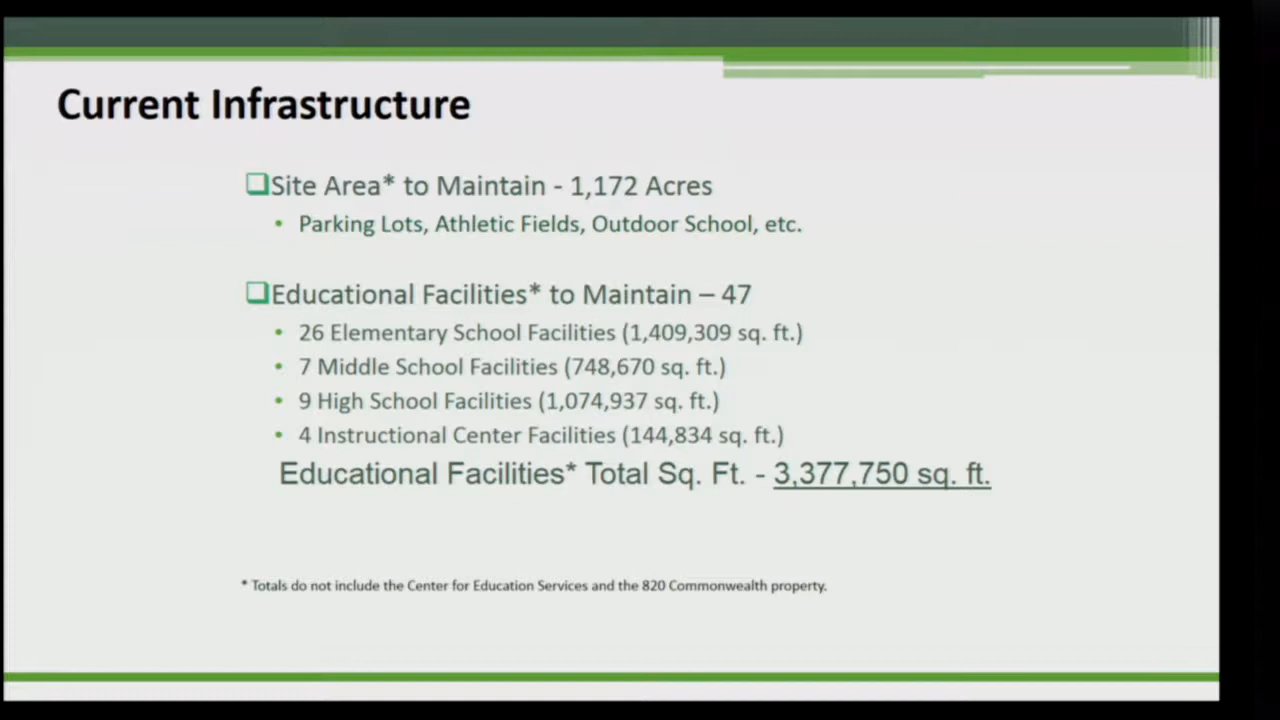 Current Infrastructure
Site Area* to Maintain - 1,172 Acres
• Parking Lots, Athletic Fields, Outdoor School, etc.
Educational Facilities* to Maintain – 47
• 26 Elementary School Facilities (1,409,309 sq. ft.)
• 7 Middle School Facilities (748,670 sq. ft.)
• 9 High School Facilities (1,074,937 sq. ft.)
• 4 Instructional Center Facilities (144,834 sq. ft.)
Educational Facilities* Total Sq. Ft. - 3,377,750 sq. ft.
* Totals do not include the Center for Education Services and the 820 Commonwealth property.